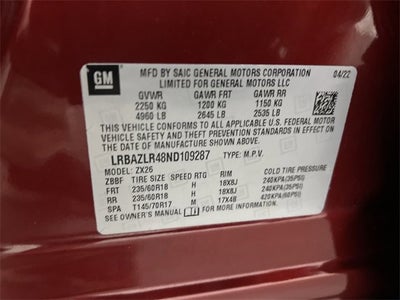 GM
MFD BY SAIC GENERAL MOTORS CORPORATION 04/22
LIMITED FOR GENERAL MOTORS LLC
GVWR GAWR FRT GAWR RR
2250 KG 1200 KG 1150 KG
4960 LB 2645 LB 2535 LB
THIS VEHICLE CONFORMS TO ALL APPLICABLE U.S. FEDERAL MOTOR
VEHICLE SAFETY AND THEFT PREVENTION STANDARDS IN EFFECT ON
THE DATE OF MANUFACTURE SHOWN ABOVE.
LRBAZLR48ND109287 TYPE: M.P.V.
MODEL: ZX26
ZBBF TIRE SIZE SPEED RTG RIM COLD TIRE PRESSURE
FRT 235/60R18 H 18X8J 240KPA(35PSI)
RR 235/60R18 H 18X8J 240KPA(35PSI)
SPA T145/70R17 M 17X4B 420KPA(60PSI)
SEE OWNER'S MANUAL FOR ADDITIONAL INFORMATION.